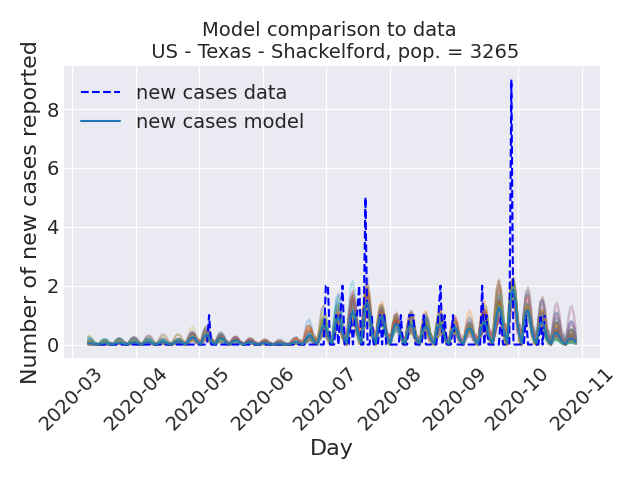 Model comparison to data
US - Texas - Shackelford, pop. = 3265
new cases data
new cases model
Number of new cases reported
8
6
4
2
0
2020-03
2020-04
2020-05
2020-06
2020-07
2020-08
2020-09
2020-10
2020-11
Day